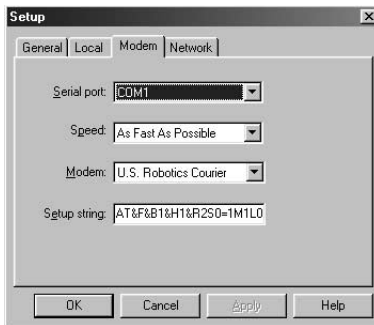 Setup
General Local Modem Network
Serial port: COM1
Speed: As Fast As Possible
Modem: U.S. Robotics Courier
Setup string: AT&F&B1&H1&R2S0=1M1L0
OK Cancel Apply Help